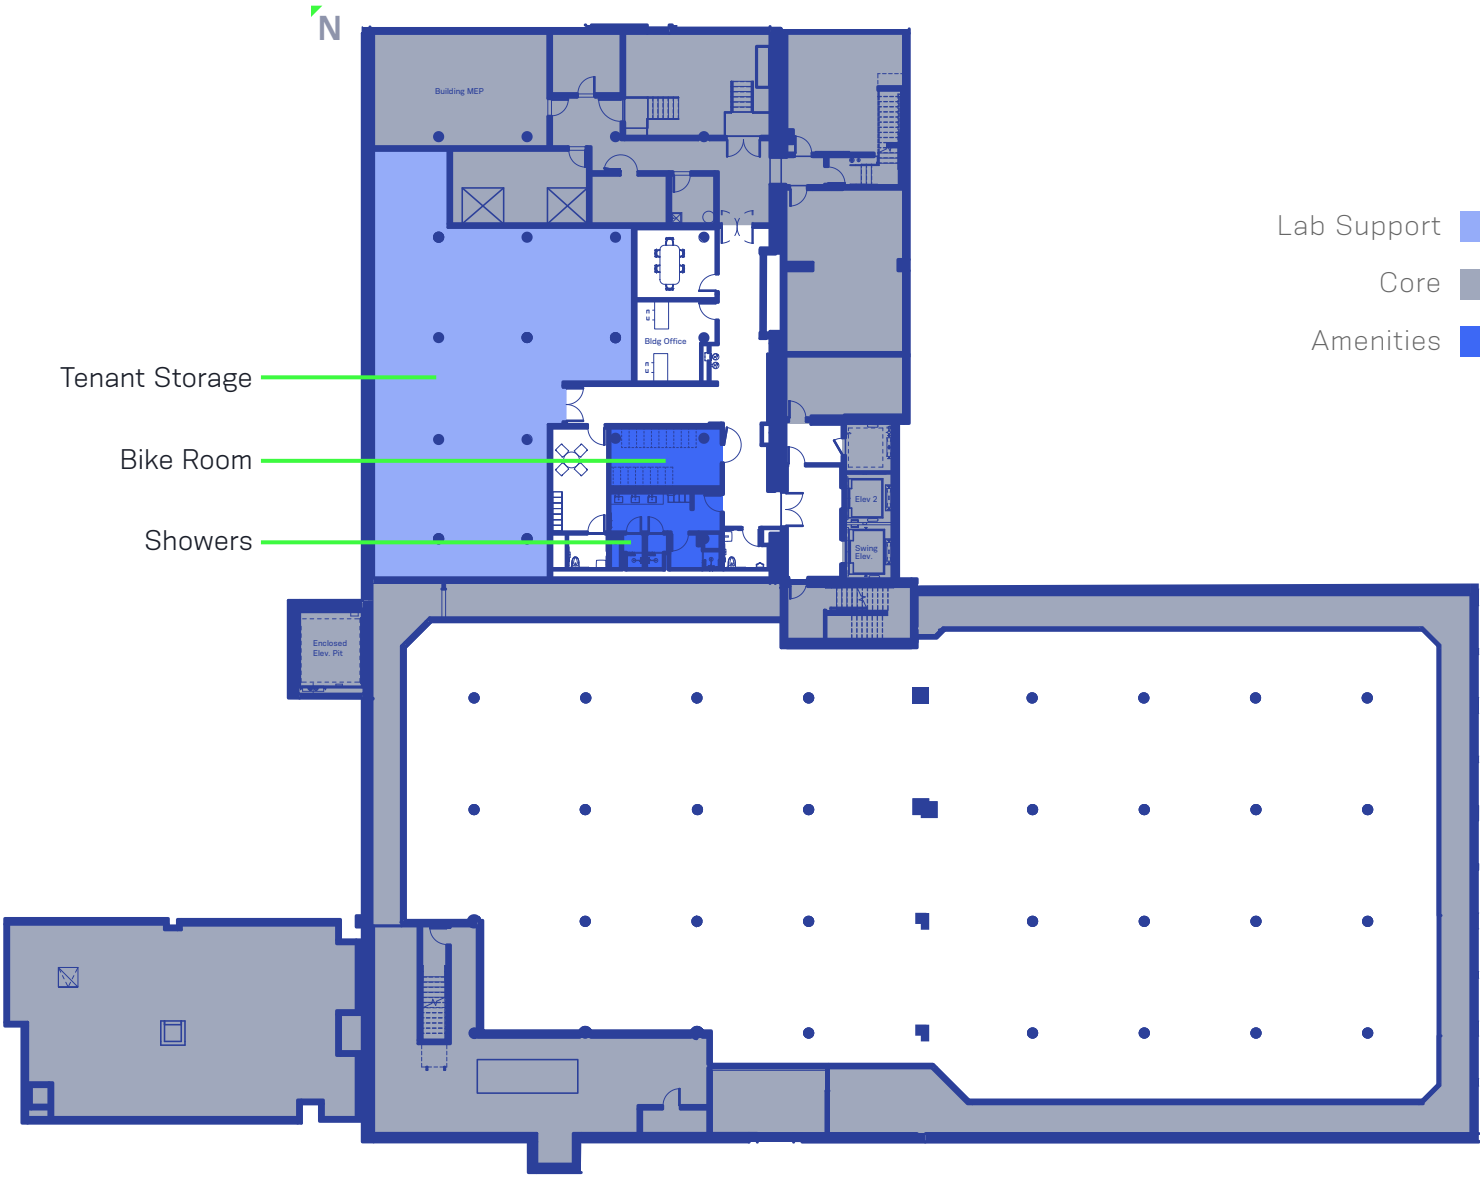 N
Building MEP
Lab Support
Core
Amenities
Bldg Office
Tenant Storage
Bike Room
Showers
Elev 2
Swing
Elev.
Enclosed
Elev. Pit